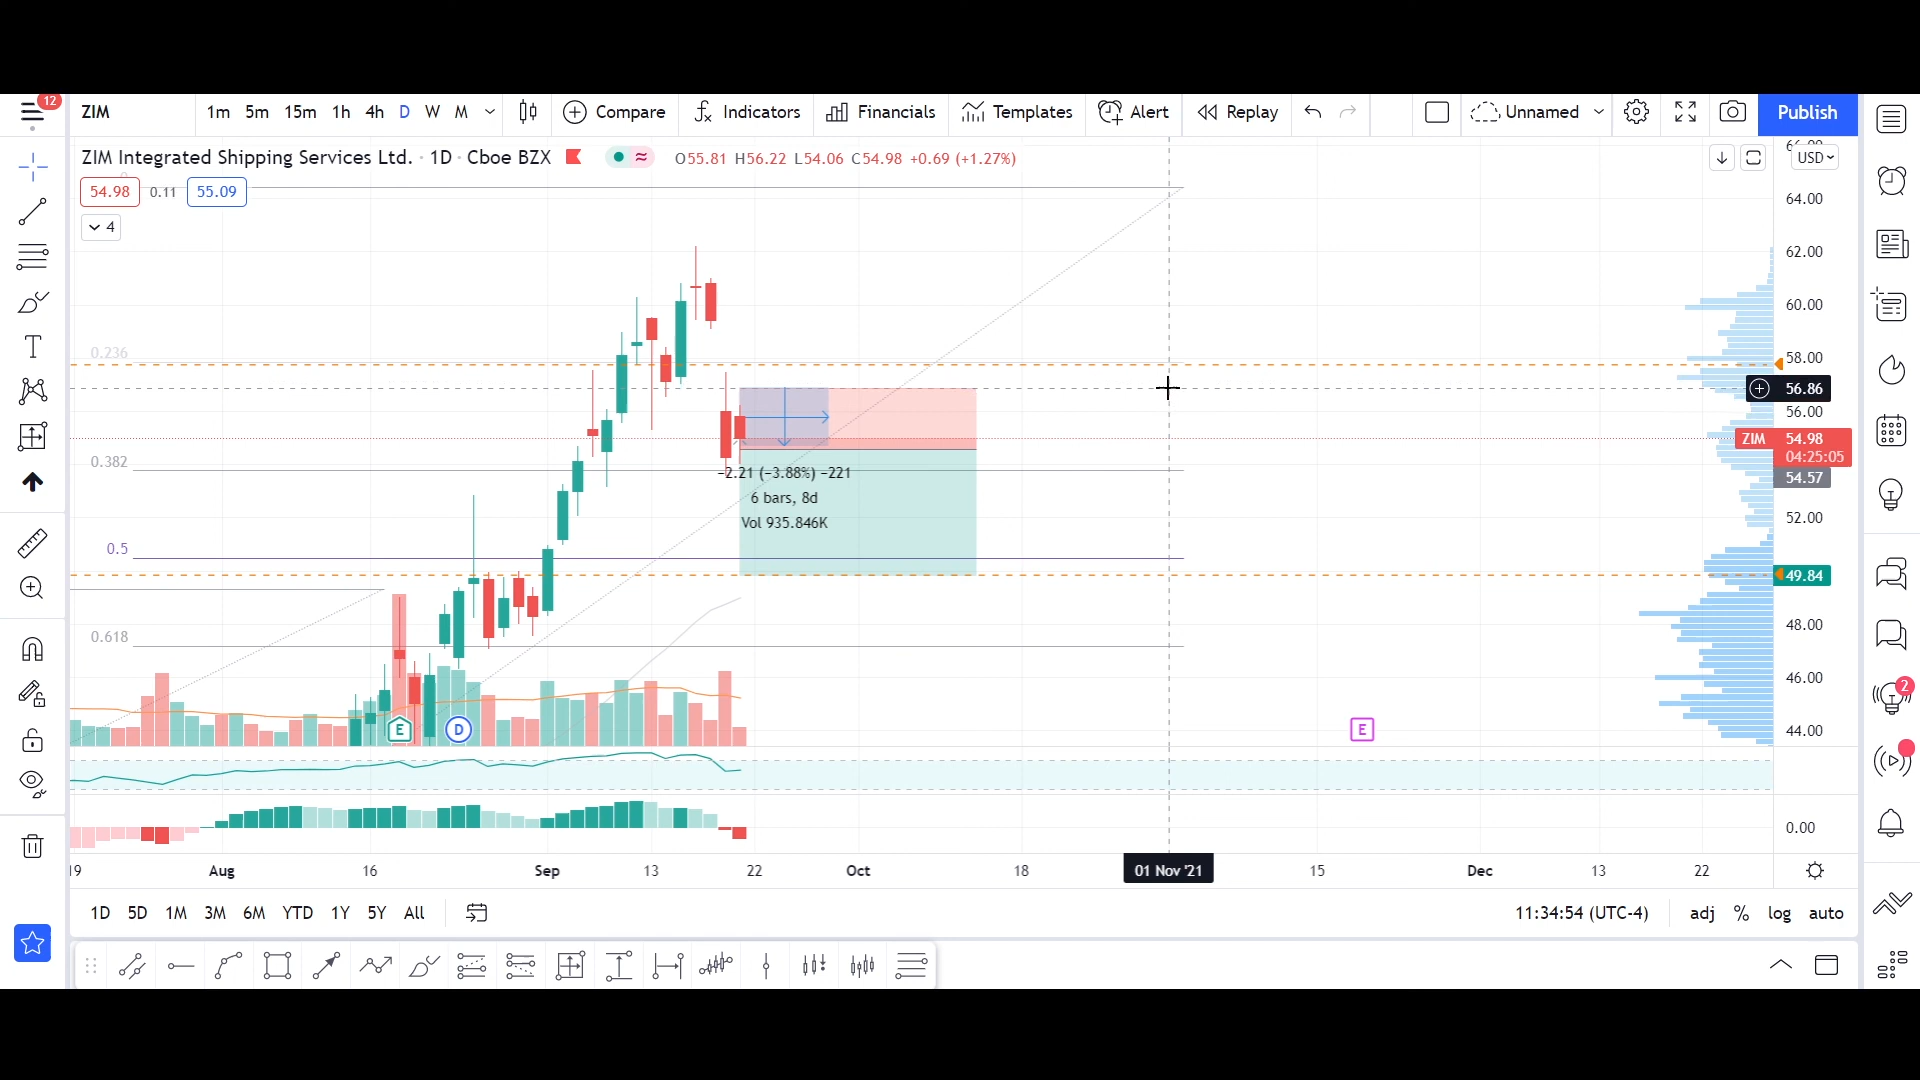 12
ZIM
1m 5m 15m 1h 4h D W M
Compare
Indicators
Financials
Templates
Alert
Replay
Unnamed
Publish
ZIM Integrated Shipping Services Ltd. · 1D · Cboe BZX
O55.81 H56.22 L54.06 C54.98 +0.69 (+1.27%)
USD
54.98 0.11 55.09
4
66.00
64.00
62.00
60.00
0.236
58.00
56.86
56.00
ZIM 54.98
04:25:05
0.382
54.57
−2.21 (−3.88%) −221
6 bars, 8d
Vol 935.846K
52.00
0.5
49.84
0.618
48.00
46.00
2
E D E
44.00
0.00
19 Aug 16 Sep 13 22 Oct 18 01 Nov '21 15 Dec 13 22
1D 5D 1M 3M 6M YTD 1Y 5Y All
11:34:54 (UTC-4) adj % log auto